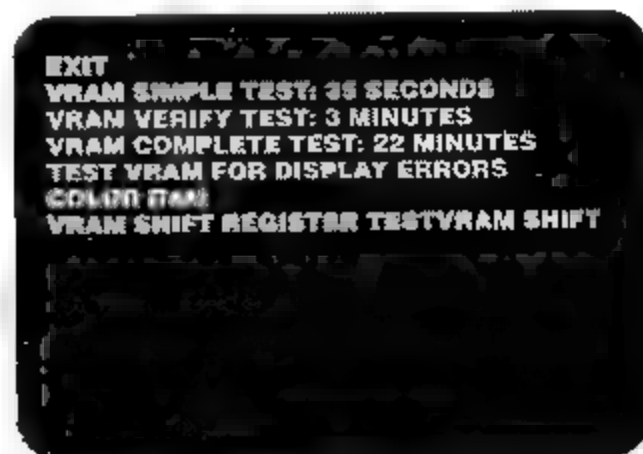 EXIT
VRAM SIMPLE TEST: 35 SECONDS
VRAM VERIFY TEST: 3 MINUTES
VRAM COMPLETE TEST: 22 MINUTES
TEST VRAM FOR DISPLAY ERRORS
COLOR
VRAM SHIFT REGISTER TESTVRAM SHIFT